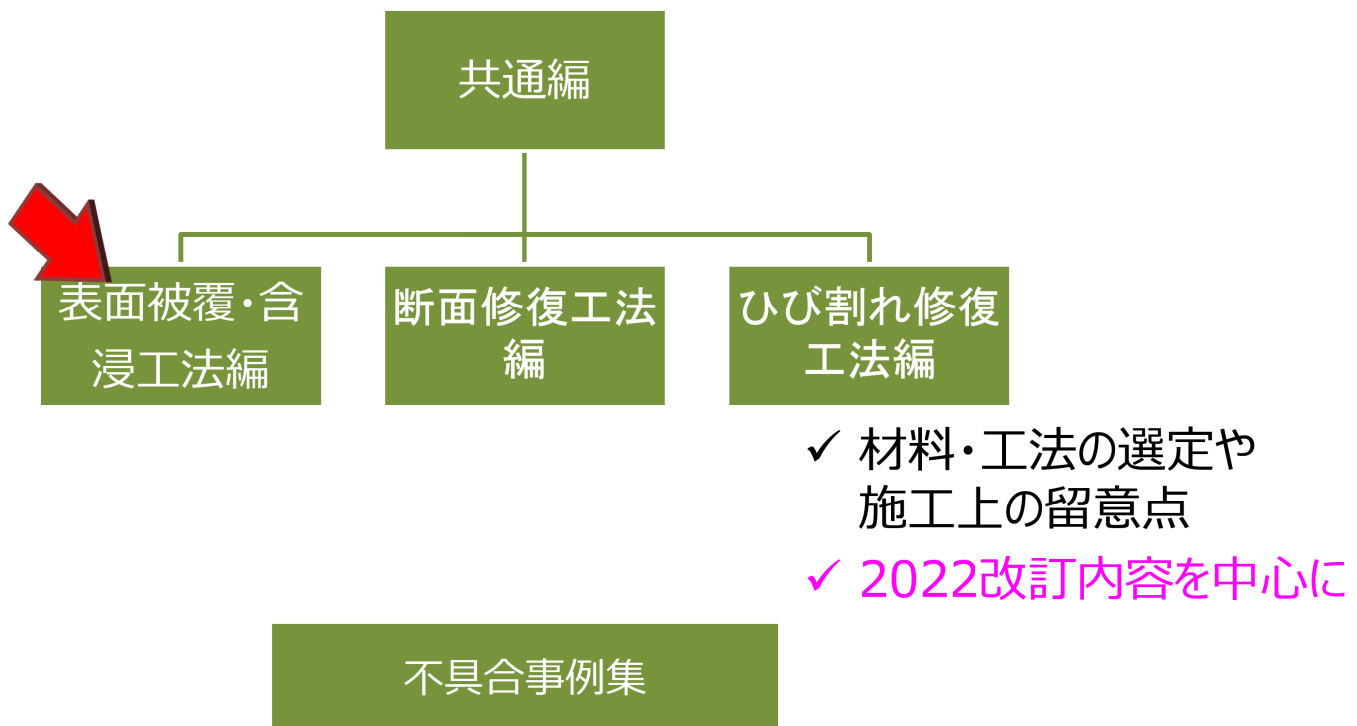 共通編
表面被覆・含
浸工法編
断面修復工法
編
ひび割れ修復
工法編
✓ 材料・工法の選定や
施工上の留意点
✓ 2022改訂内容を中心に
不具合事例集